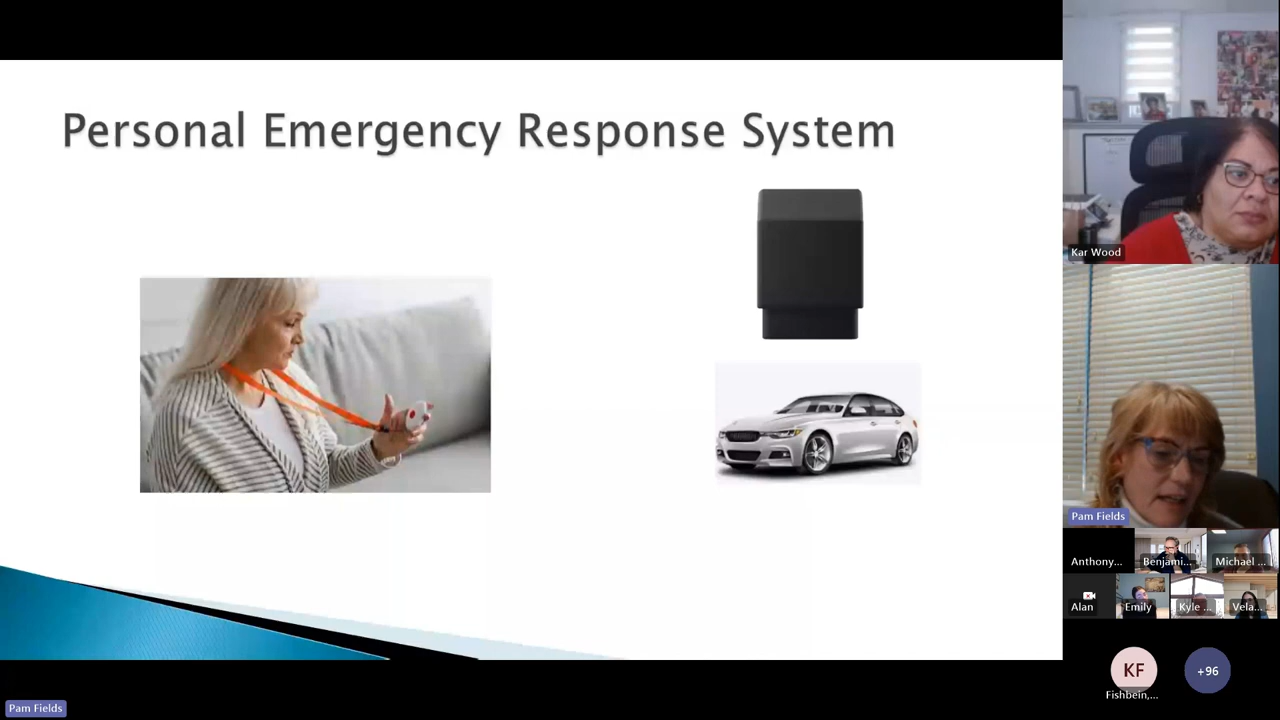 Personal Emergency Response System
Kar Wood
Pam Fields
Anthony...
Benjami...
Michael ...
Alan
Emily
Kyle ...
Vela...
KF
+96
Fishbein,...
Pam Fields